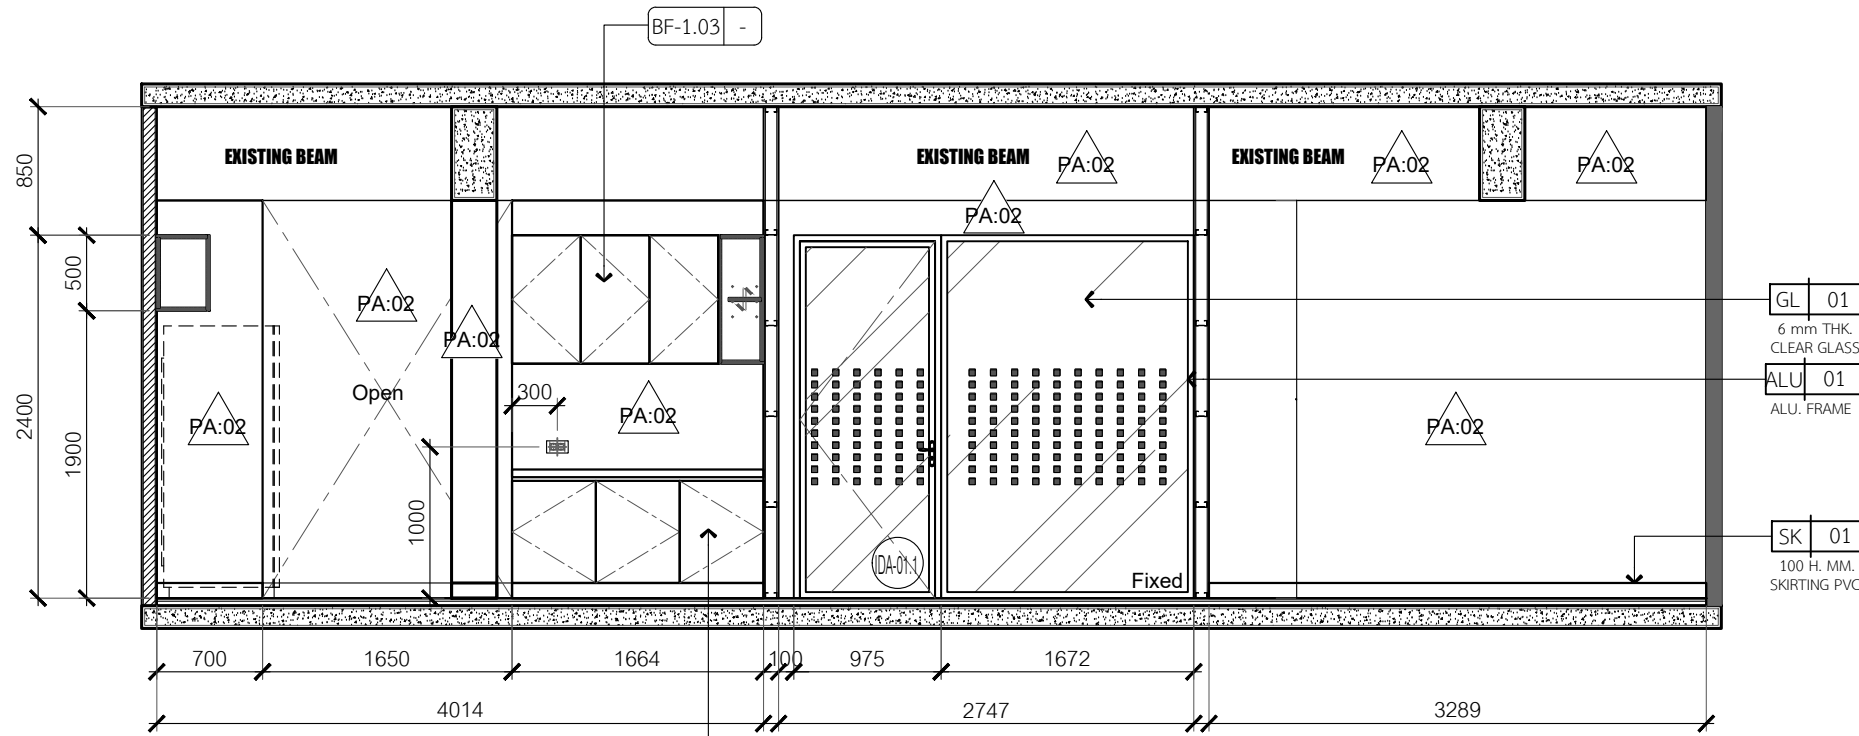 BF-1.03 -
EXISTING BEAM
EXISTING BEAM
PA:02
EXISTING BEAM
PA:02
PA:02
PA:02
850
500
2400
1900
PA:02
PA:02
PA:02
Open
300
PA:02
1000
PA:02
GL 01
6 mm THK.
CLEAR GLASS
ALU 01
ALU. FRAME
SK 01
100 H. MM.
SKIRTING PVC
IDA-01.1
Fixed
700
1650
1664
100
975
1672
4014
2747
3289